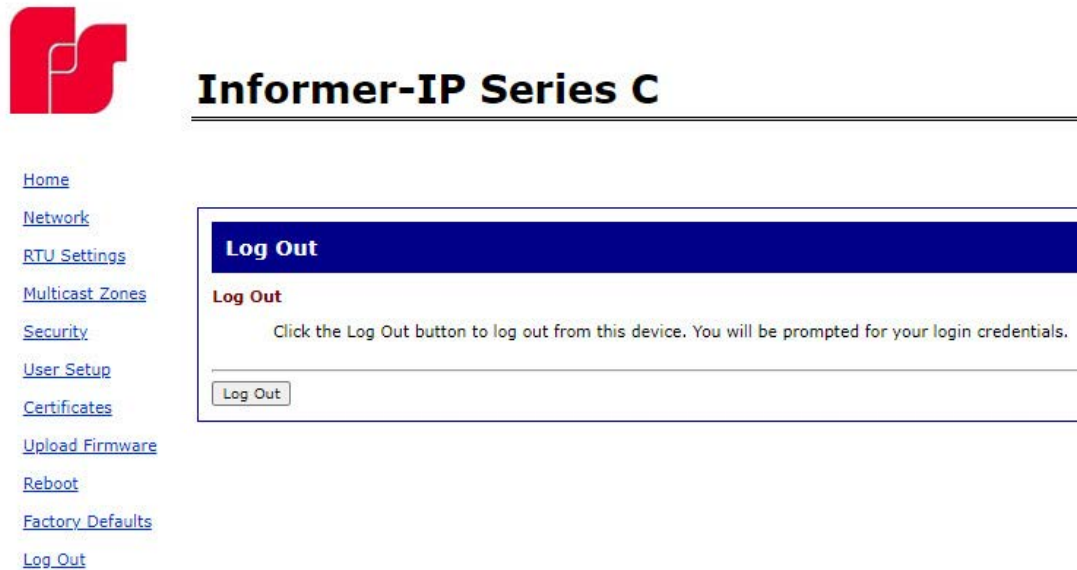 Informer-IP Series C
Home
Network
RTU Settings
Multicast Zones
Security
User Setup
Certificates
Upload Firmware
Reboot
Factory Defaults
Log Out
Log Out
Log Out
Click the Log Out button to log out from this device. You will be prompted for your login credentials.
Log Out